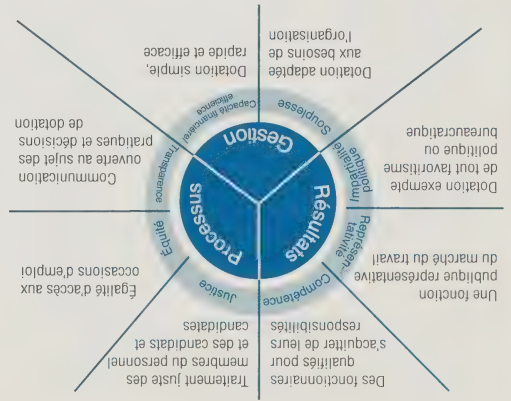 Des fonctionnaires
qualifiés pour
s'acquitter de leurs
responsibilités
Traitement juste des
membres du personnel
et des candidats et
candidates
Une fonction
publique représentative
du marché du travail
Égalité d'accès aux
occasions d'emploi
Compétence
Justice
Représen-
tativité
Équité
Résultats
Processus
Gestion
Impartialité
politique
Transparence
Souplesse
Capacité financière/
efficience
Dotation exempte
de tout favoritisme
politique ou
bureaucratique
Communication
ouverte au sujet des
pratiques et décisions
de dotation
Dotation adaptée
aux besoins de
l'organisation
Dotation simple,
rapide et efficace